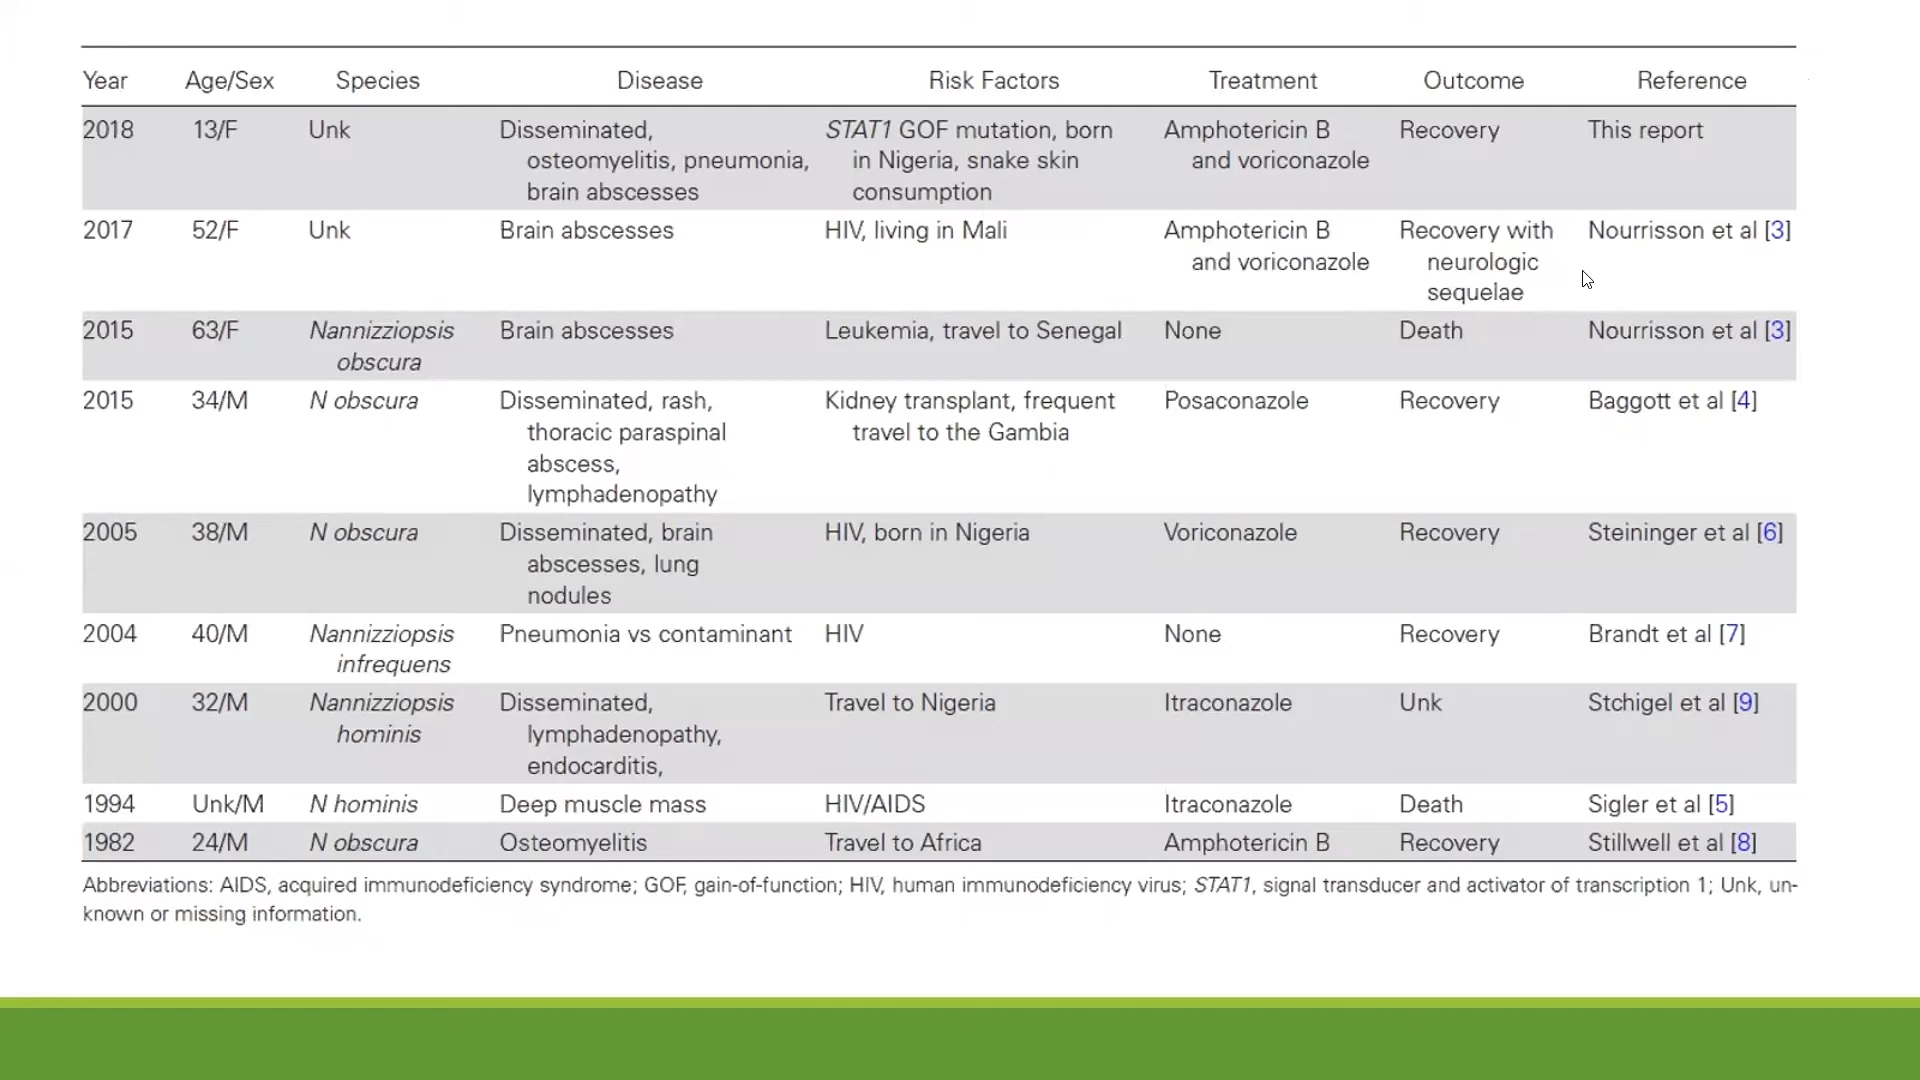 Year Age/Sex Species Disease Risk Factors Treatment Outcome Reference
2018 13/F Unk Disseminated, STAT1 GOF mutation, born Amphotericin B Recovery This report
osteomyelitis, pneumonia, in Nigeria, snake skin and voriconazole
brain abscesses consumption
2017 52/F Unk Brain abscesses HIV, living in Mali Amphotericin B Recovery with Nourrisson et al [3]
and voriconazole neurologic
sequelae
2015 63/F Nannizziopsis Brain abscesses Leukemia, travel to Senegal None Death Nourrisson et al [3]
obscura
2015 34/M N obscura Disseminated, rash, Kidney transplant, frequent Posaconazole Recovery Baggott et al [4]
thoracic paraspinal travel to the Gambia
abscess,
lymphadenopathy
2005 38/M N obscura Disseminated, brain HIV, born in Nigeria Voriconazole Recovery Steininger et al [6]
abscesses, lung
nodules
2004 40/M Nannizziopsis Pneumonia vs contaminant HIV None Recovery Brandt et al [7]
infrequens
2000 32/M Nannizziopsis Disseminated, Travel to Nigeria Itraconazole Unk Stchigel et al [9]
hominis lymphadenopathy,
endocarditis,
1994 Unk/M N hominis Deep muscle mass HIV/AIDS Itraconazole Death Sigler et al [5]
1982 24/M N obscura Osteomyelitis Travel to Africa Amphotericin B Recovery Stillwell et al [8]
Abbreviations: AIDS, acquired immunodeficiency syndrome; GOF, gain-of-function; HIV, human immunodeficiency virus; STAT1, signal transducer and activator of transcription 1; Unk, un-
known or missing information.